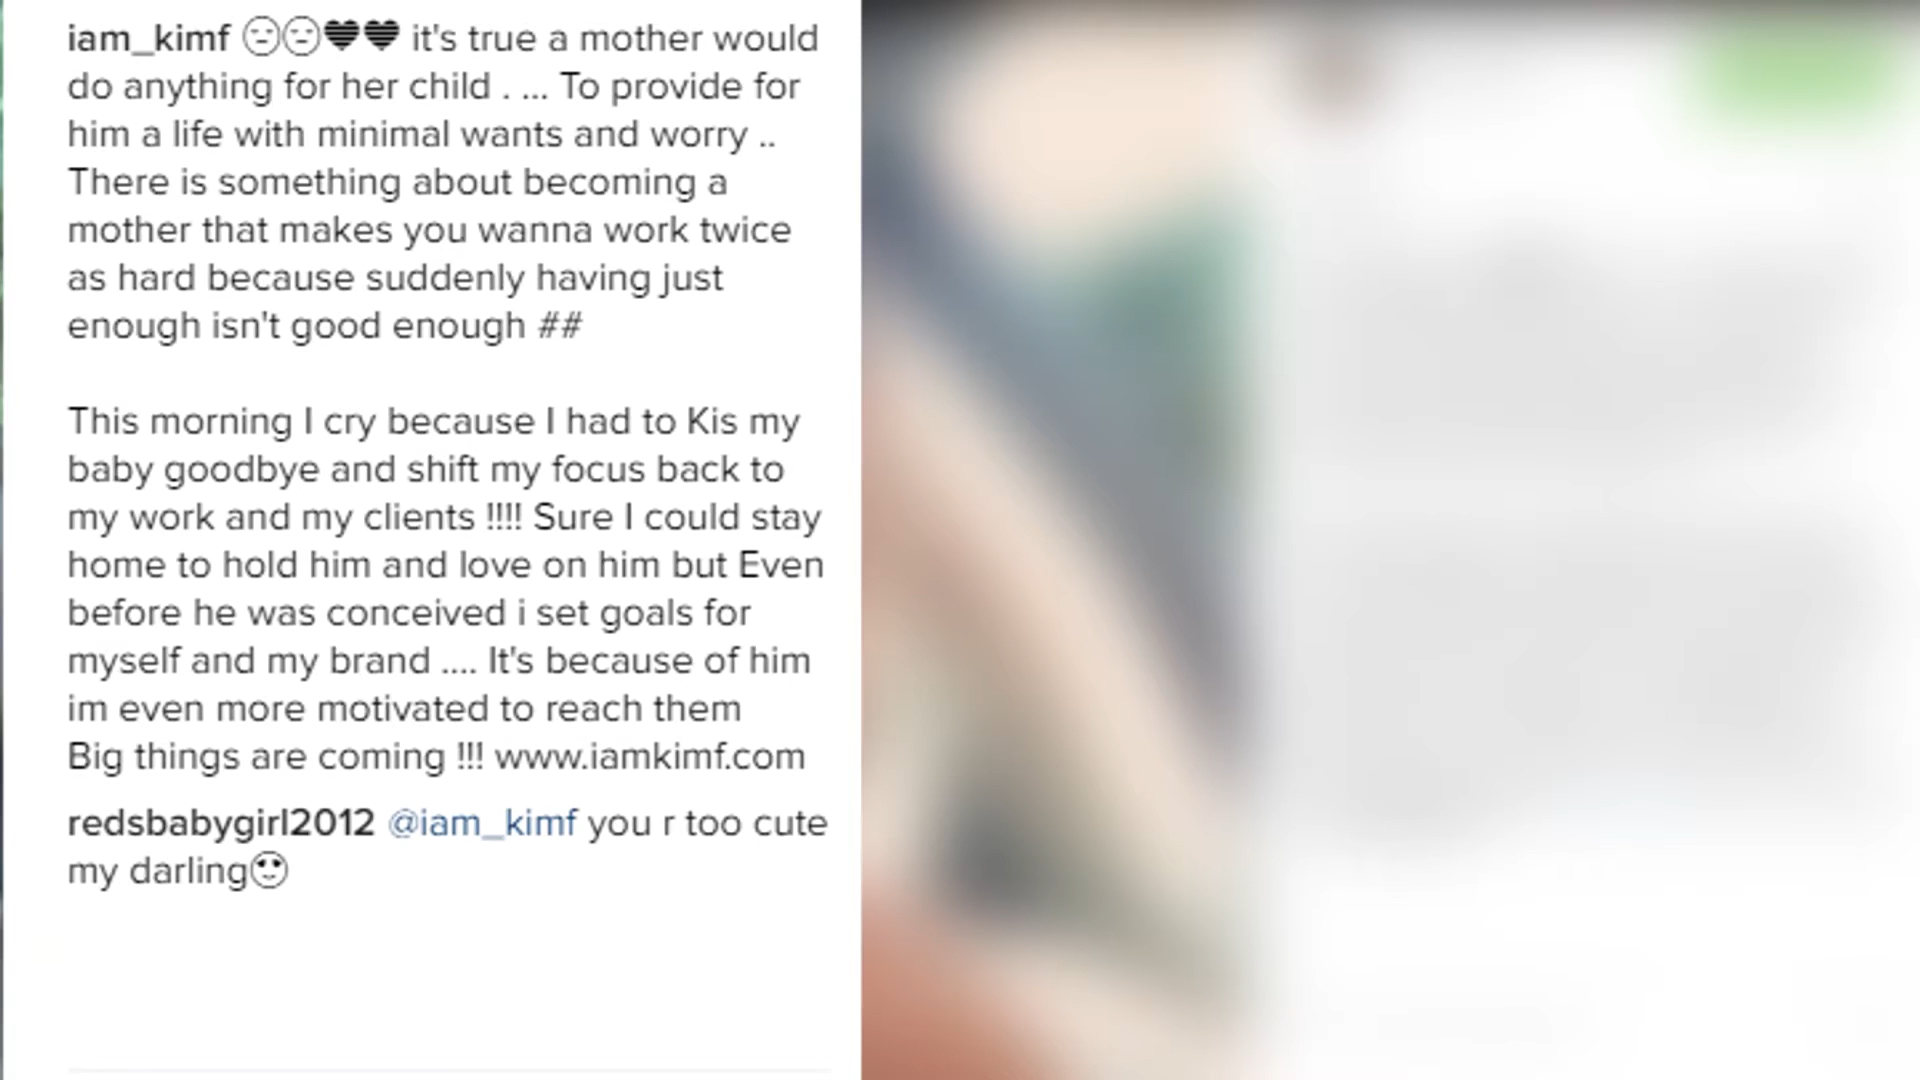 iam_kimf 😔😔🖤🖤 it's true a mother would
do anything for her child . ... To provide for
him a life with minimal wants and worry ..
There is something about becoming a
mother that makes you wanna work twice
as hard because suddenly having just
enough isn't good enough ##
This morning I cry because I had to Kis my
baby goodbye and shift my focus back to
my work and my clients !!!! Sure I could stay
home to hold him and love on him but Even
before he was conceived i set goals for
myself and my brand .... It's because of him
im even more motivated to reach them
Big things are coming !!! www.iamkimf.com
redsbabygirl2012 @iam_kimf you r too cute
my darling😍